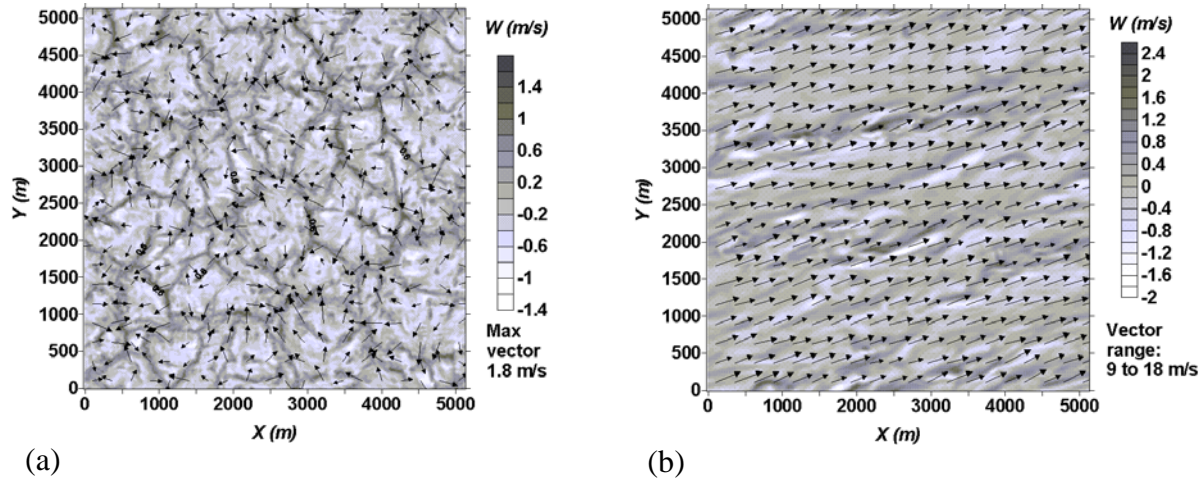 W (m/s)
1.4
1
0.6
0.2
-0.2
-0.6
-1
-1.4
Max
vector
1.8 m/s
5000
4500
4000
3500
3000
2500
2000
1500
1000
500
0
Y (m)
0 1000 2000 3000 4000 5000
X (m)
(a)
W (m/s)
2.4
2
1.6
1.2
0.8
0.4
0
-0.4
-0.8
-1.2
-1.6
-2
Vector
range:
9 to 18 m/s
5000
4500
4000
3500
3000
2500
2000
1500
1000
500
0
Y (m)
0 1000 2000 3000 4000 5000
X (m)
(b)